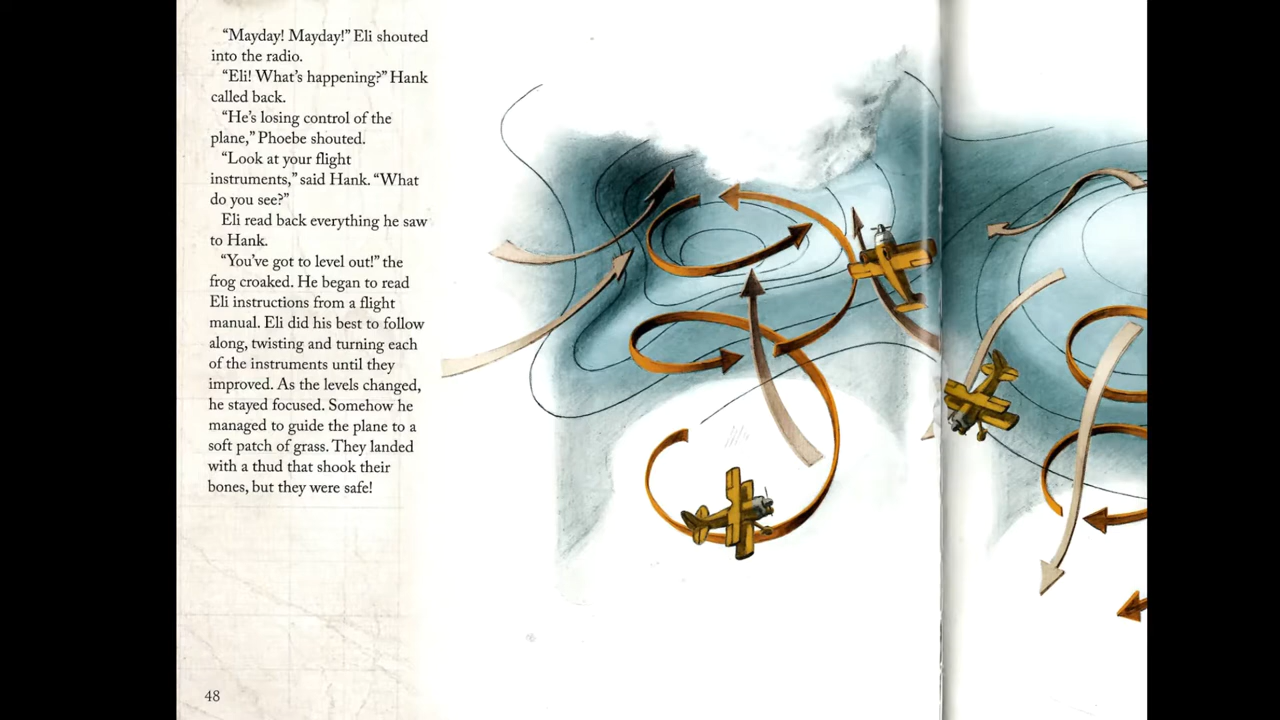 “Mayday! Mayday!” Eli shouted
into the radio.
“Eli! What’s happening?” Hank
called back.
“He’s losing control of the
plane,” Phoebe shouted.
“Look at your flight
instruments,” said Hank. “What
do you see?”
Eli read back everything he saw
to Hank.
“You’ve got to level out!” the
frog croaked. He began to read
Eli instructions from a flight
manual. Eli did his best to follow
along, twisting and turning each
of the instruments until they
improved. As the levels changed,
he stayed focused. Somehow he
managed to guide the plane to a
soft patch of grass. They landed
with a thud that shook their
bones, but they were safe!
48